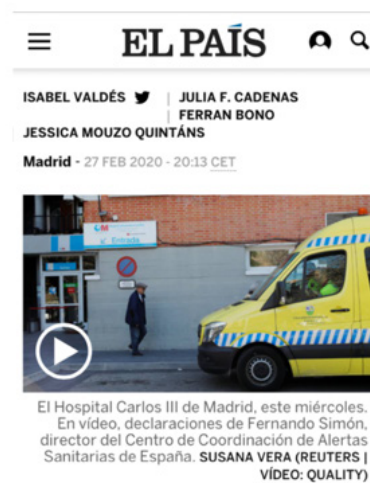 EL PAÍS
ISABEL VALDÉS | JULIA F. CADENAS
| FERRAN BONO
JESSICA MOUZO QUINTÁNS
Madrid - 27 FEB 2020 - 20:13 CET
Entrada
El Hospital Carlos III de Madrid, este miércoles.
En vídeo, declaraciones de Fernando Simón,
director del Centro de Coordinación de Alertas
Sanitarias de España. SUSANA VERA (REUTERS |
VÍDEO: QUALITY)